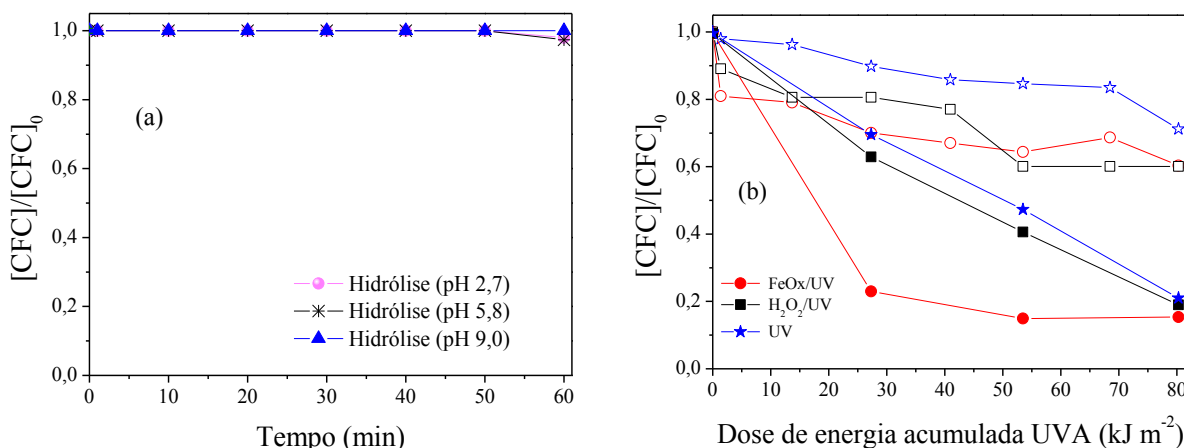 1,0
0,8
0,6
0,4
0,2
0,0
[CFC]/[CFC]0
(a)
Hidrólise (pH 2,7)
Hidrólise (pH 5,8)
Hidrólise (pH 9,0)
0 10 20 30 40 50 60
Tempo (min)
1,0
0,8
0,6
0,4
0,2
0,0
[CFC]/[CFC]0
(b)
FeOx/UV
H2O2/UV
UV
0 10 20 30 40 50 60 70 80
Dose de energia acumulada UVA (kJ m-2)